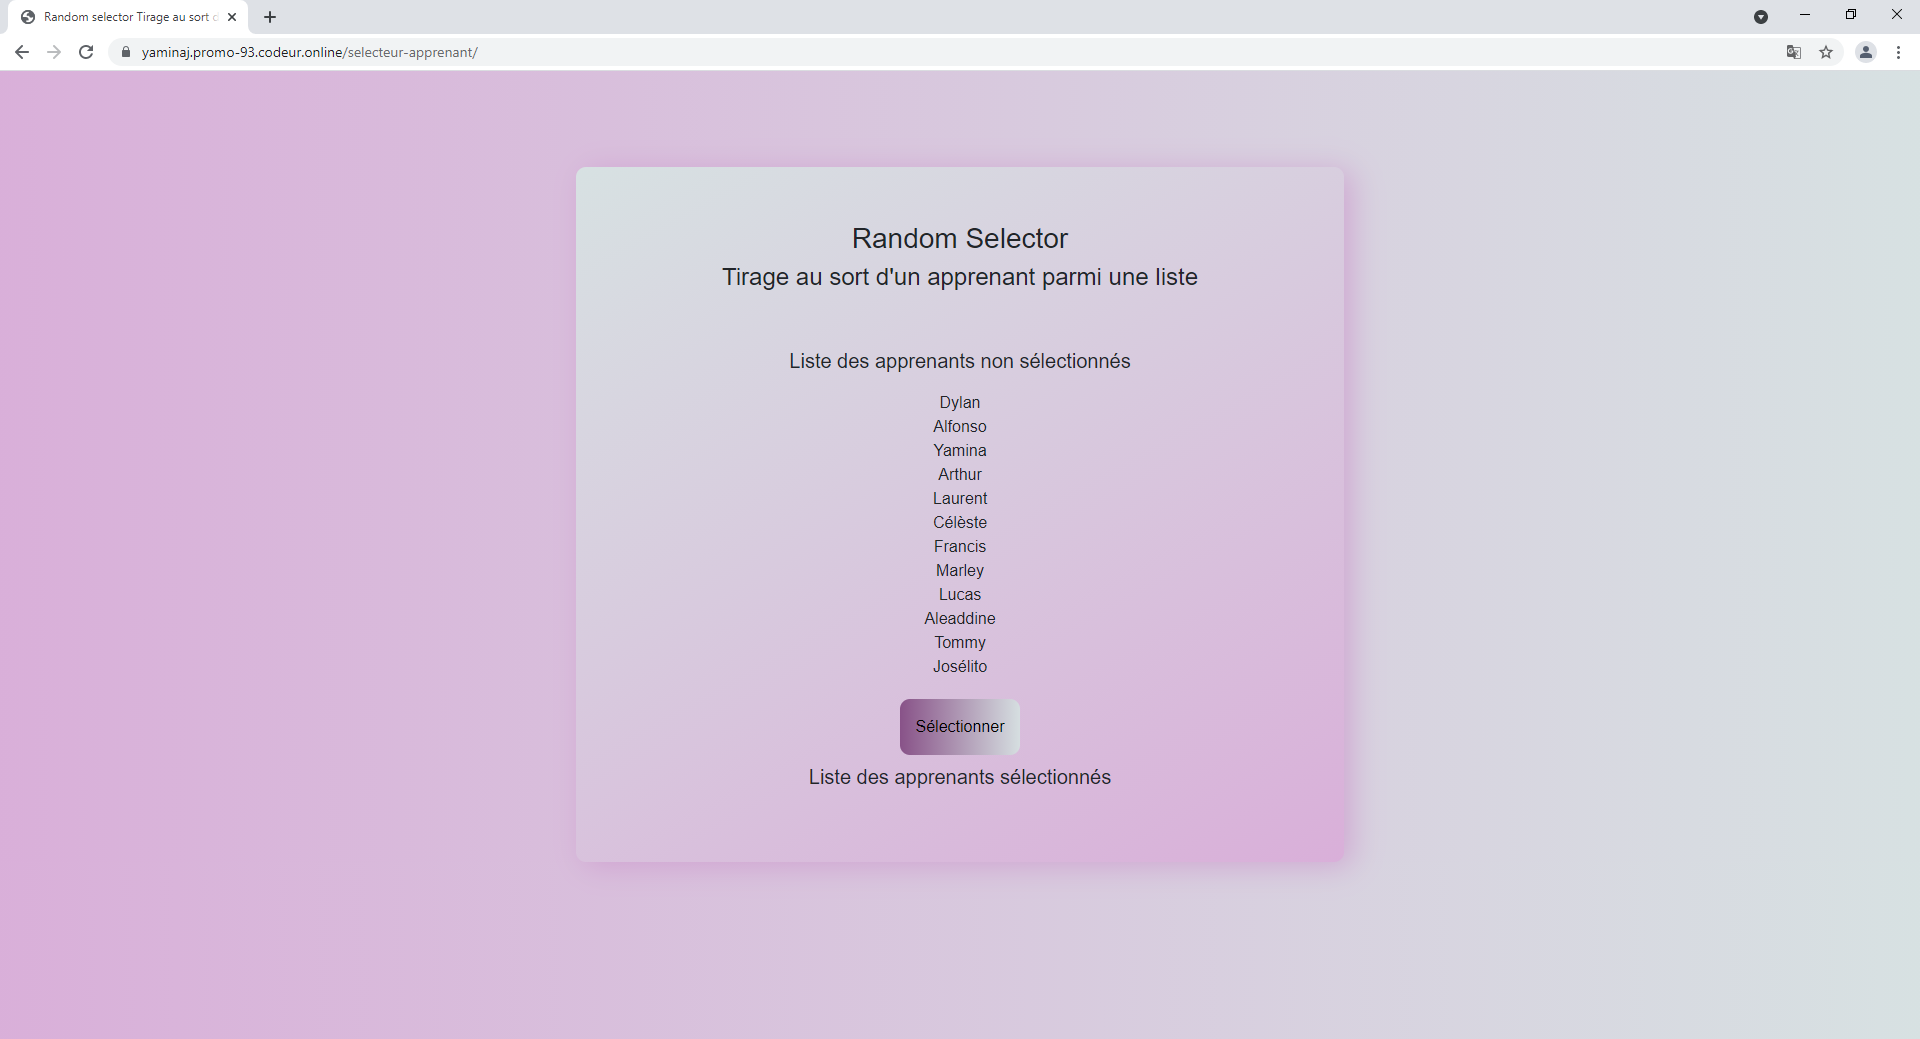 Random selector Tirage au sort
yaminaj.promo-93.codeur.online/selecteur-apprenant/
Random Selector
Tirage au sort d'un apprenant parmi une liste
Liste des apprenants non sélectionnés
Dylan
Alfonso
Yamina
Arthur
Laurent
Célèste
Francis
Marley
Lucas
Aleaddine
Tommy
Josélito
Sélectionner
Liste des apprenants sélectionnés